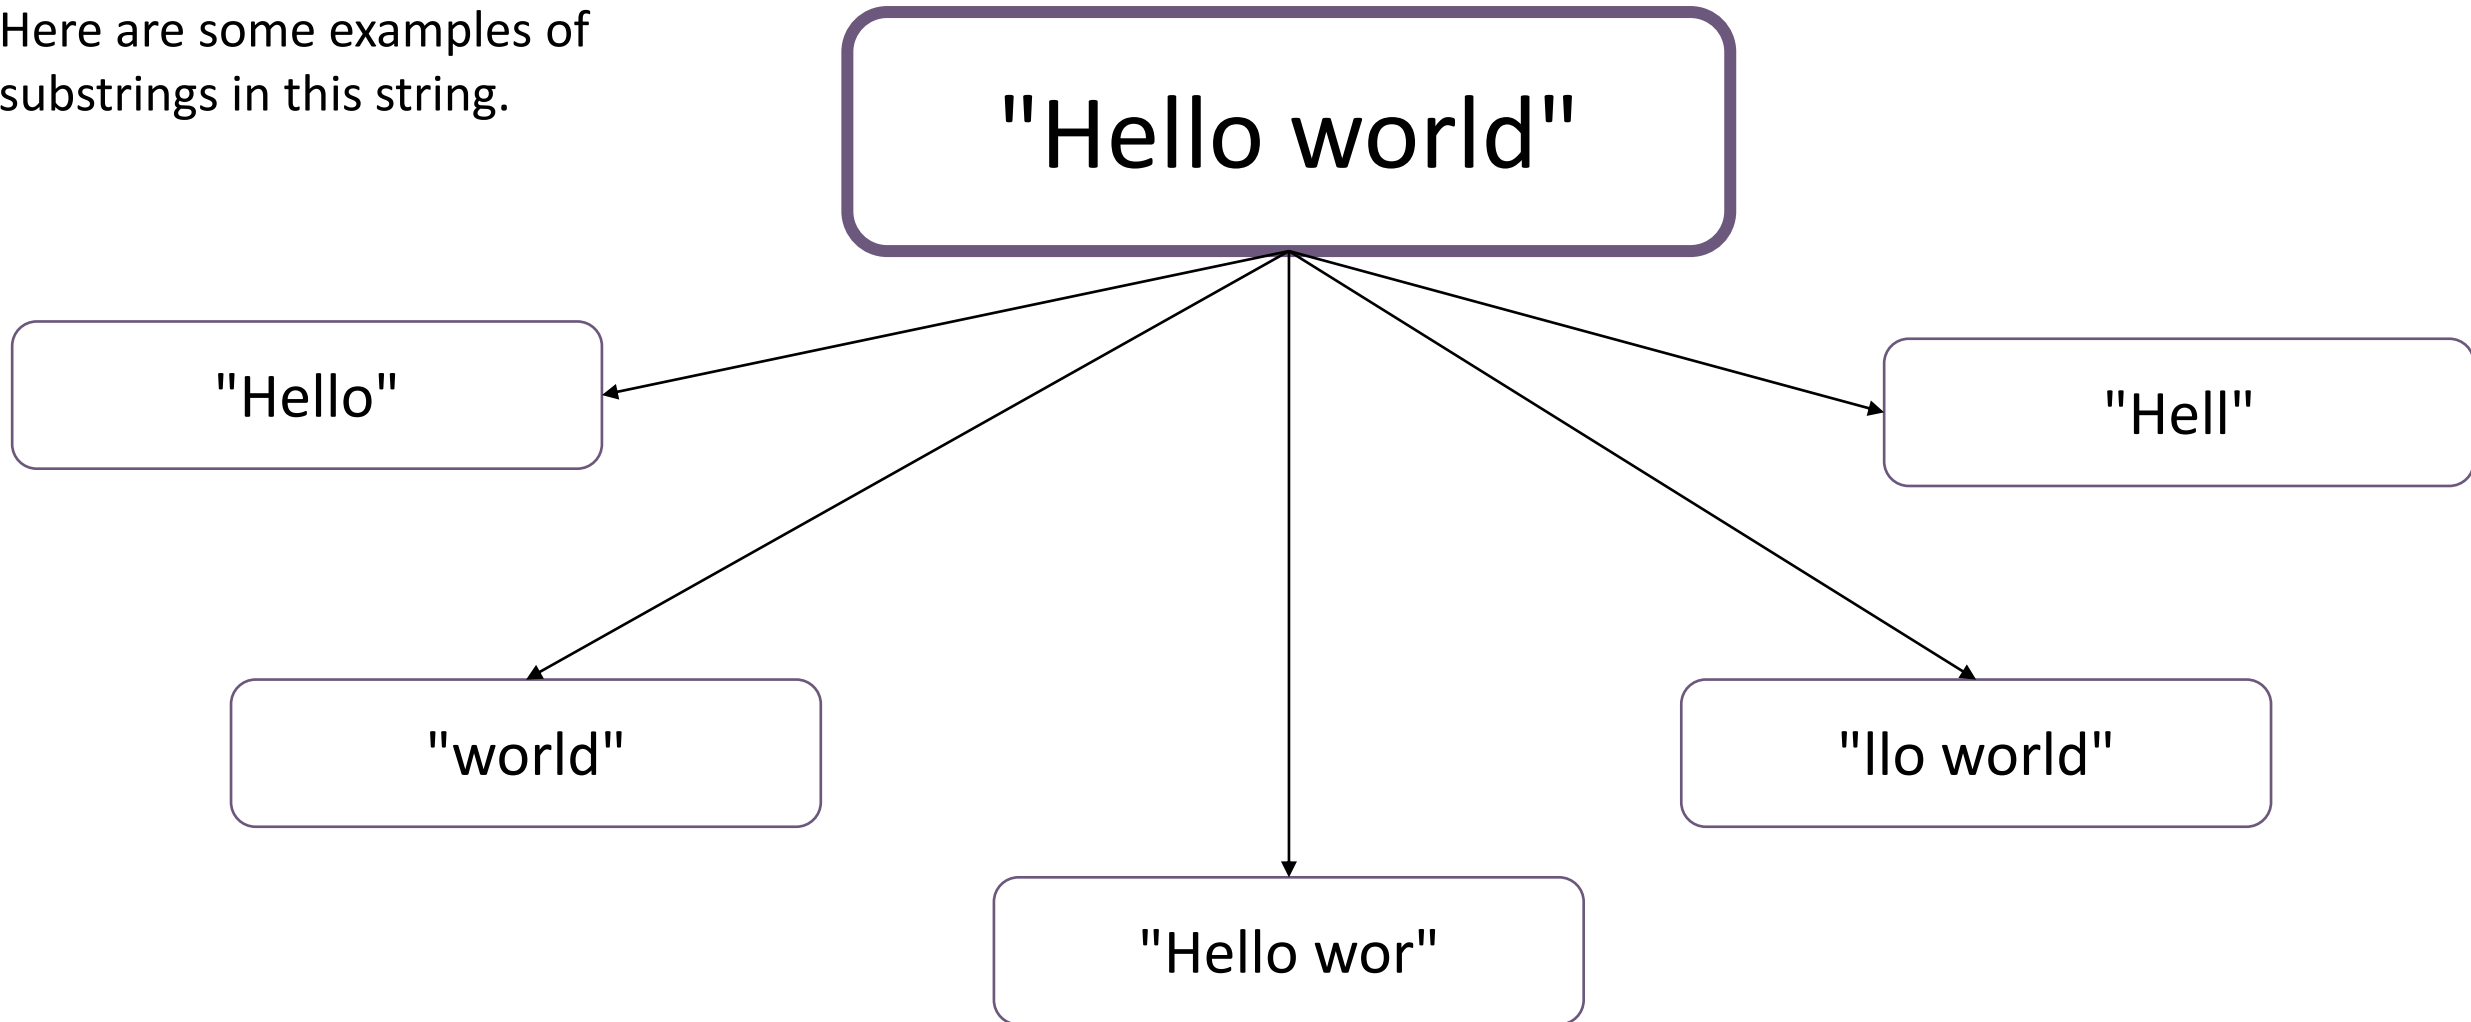 Here are some examples of
substrings in this string.
"Hello world"
"Hello"
"Hell"
"world"
"llo world"
"Hello wor"